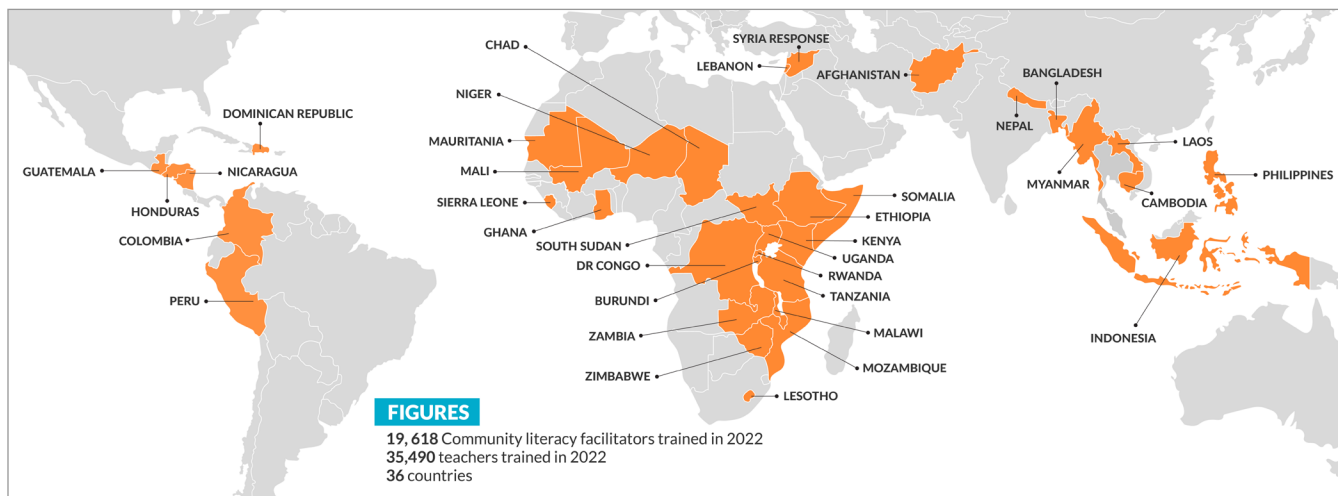 CHAD
SYRIA RESPONSE
LEBANON
AFGHANISTAN
BANGLADESH
NIGER
DOMINICAN REPUBLIC
NEPAL
MAURITANIA
LAOS
GUATEMALA
NICARAGUA
MALI
PHILIPPINES
MYANMAR
SIERRA LEONE
SOMALIA
CAMBODIA
HONDURAS
ETHIOPIA
GHANA
COLOMBIA
SOUTH SUDAN
KENYA
UGANDA
DR CONGO
RWANDA
BURUNDI
TANZANIA
PERU
ZAMBIA
MALAWI
INDONESIA
MOZAMBIQUE
ZIMBABWE
LESOTHO
FIGURES
19, 618 Community literacy facilitators trained in 2022
35,490 teachers trained in 2022
36 countries